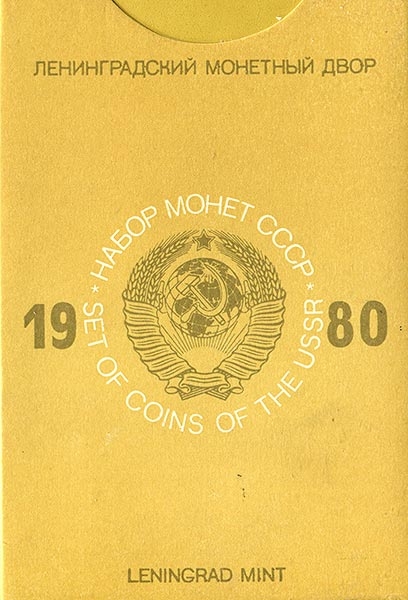 ЛЕНИНГРАДСКИЙ МОНЕТНЫЙ ДВОР
* НАБОР МОНЕТ СССР *
19 80
SET OF COINS OF THE USSR
LENINGRAD MINT